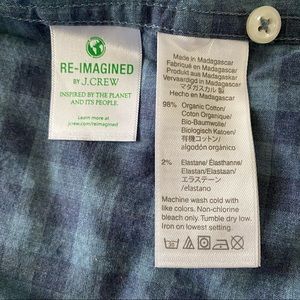 RE-IMAGINED
BY J.CREW
INSPIRED BY THE PLANET
AND ITS PEOPLE.
Learn more at
jcrew.com/reimagined
Made in Madagascar
Fabriqué en Madagascar
Produkt aus Madagaskar
Vervaardigd in Madagascar
マダガスカル 製
Hecho en Madagascar
98% Organic Cotton/
Coton Organique/
Bio-Baumwolle/
Biologisch Katoen/
有機コットン/
algodón orgánico
2% Elastane/ Élasthanne/
Elastan/Elastaan/
エラステーン
/elastano
Machine wash cold with
like colors. Non-chlorine
bleach only. Tumble dry low.
Iron on lowest setting.